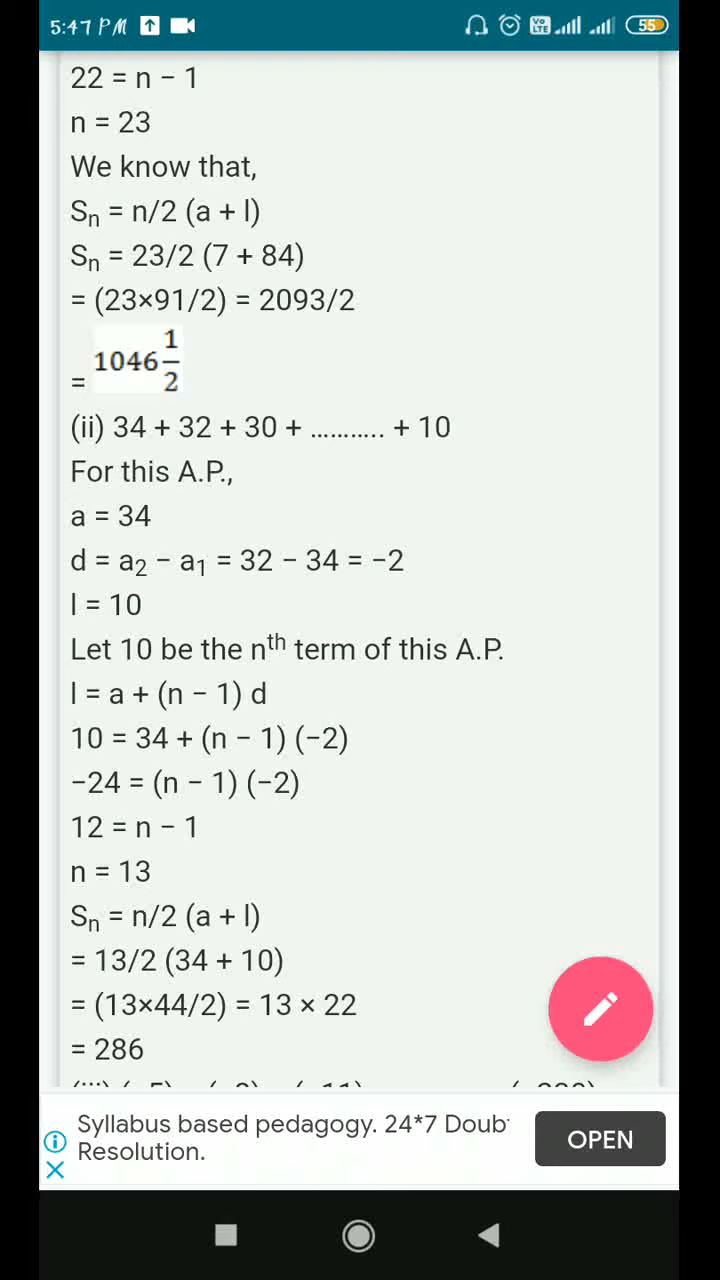 5:47 PM
Vo LTE
55
22 = n − 1
n = 23
We know that,
Sn = n/2 (a + l)
Sn = 23/2 (7 + 84)
= (23×91/2) = 2093/2
= 1046 1/2
(ii) 34 + 32 + 30 + ……….. + 10
For this A.P.,
a = 34
d = a2 − a1 = 32 − 34 = −2
l = 10
Let 10 be the nth term of this A.P.
l = a + (n − 1) d
10 = 34 + (n − 1) (−2)
−24 = (n − 1) (−2)
12 = n − 1
n = 13
Sn = n/2 (a + l)
= 13/2 (34 + 10)
= (13×44/2) = 13 × 22
= 286
Syllabus based pedagogy. 24*7 Doub
Resolution.
OPEN